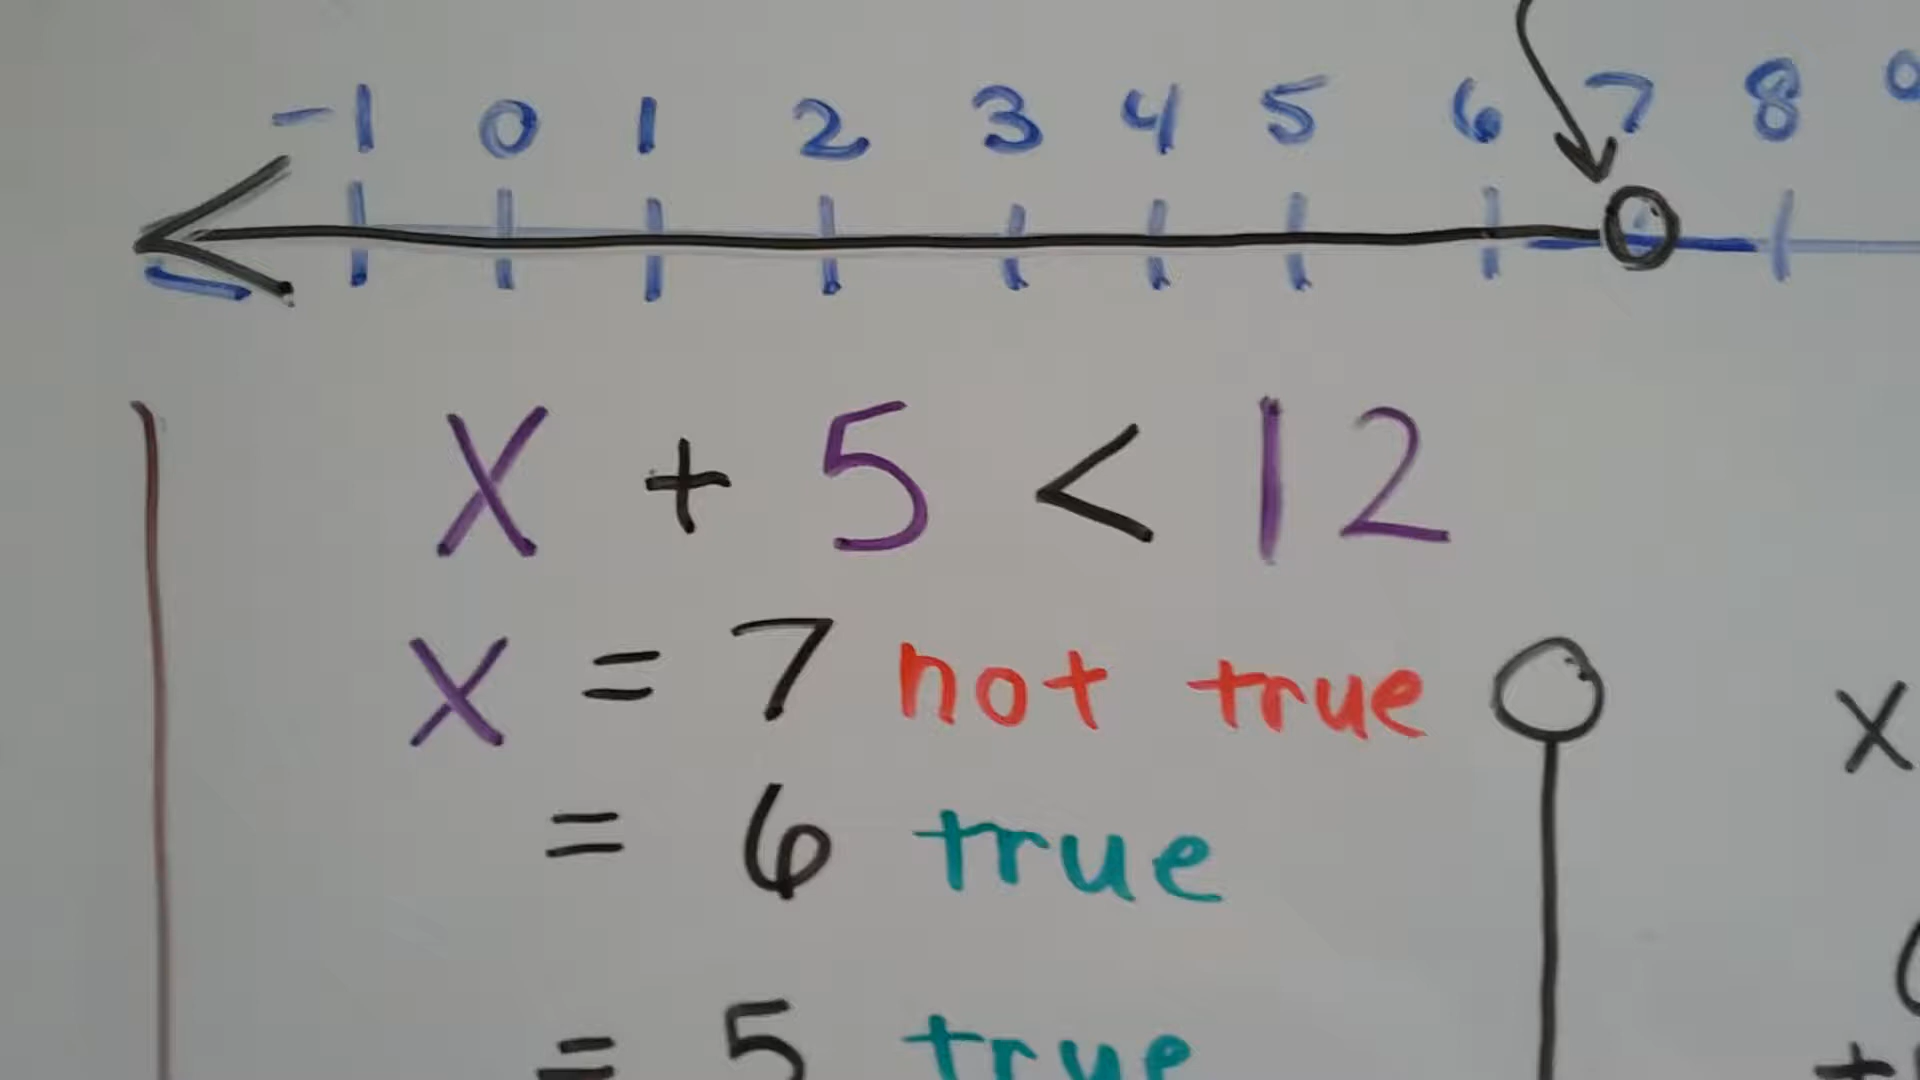 -1 0 1 2 3 4 5 6 7 8
x + 5 < 12
x = 7 not true
x
= 6 true
= 5 true
+